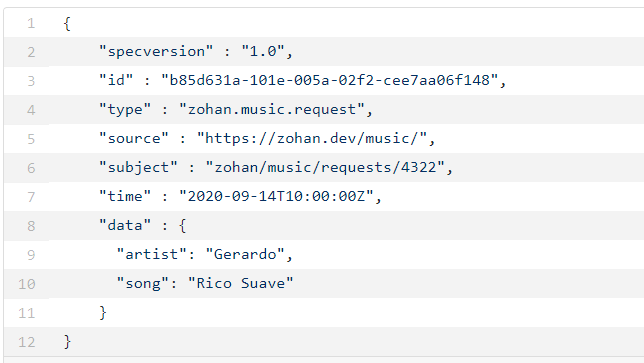 1 {
2 "specversion" : "1.0",
3 "id" : "b85d631a-101e-005a-02f2-cee7aa06f148",
4 "type" : "zohan.music.request",
5 "source" : "https://zohan.dev/music/",
6 "subject" : "zohan/music/requests/4322",
7 "time" : "2020-09-14T10:00:00Z",
8 "data" : {
9 "artist": "Gerardo",
10 "song": "Rico Suave"
11 }
12 }